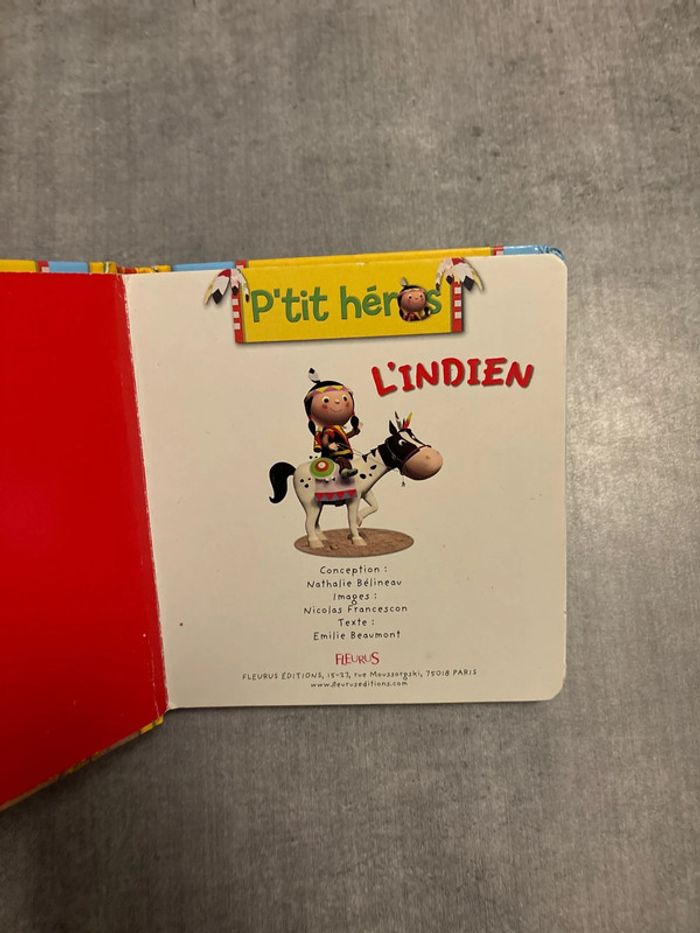 P'tit héros
L'INDIEN
Conception :
Nathalie Bélineau
Images :
Nicolas Francescon
Texte :
Emilie Beaumont
FLEURUS
FLEURUS ÉDITIONS, 15-27, rue Moussorgski, 75018 PARIS
www.fleuruseditions.com